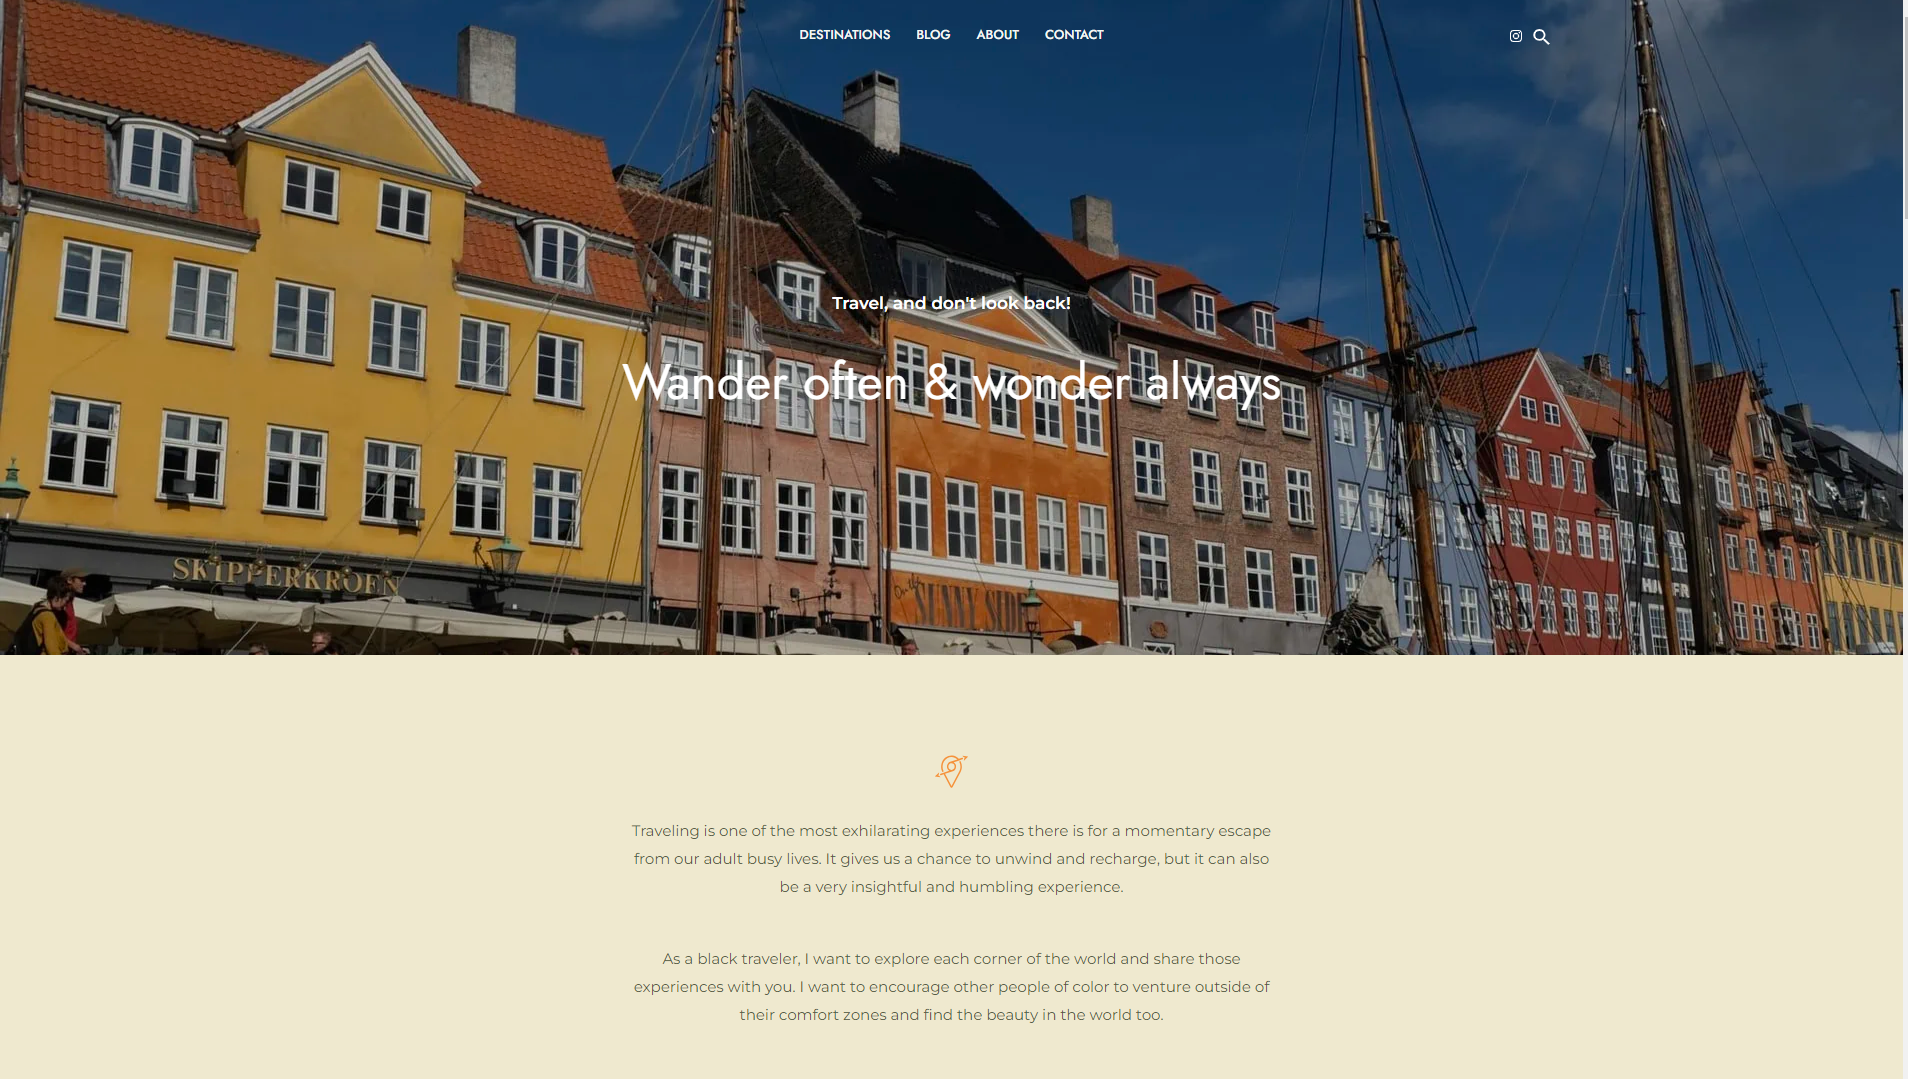 DESTINATIONS BLOG ABOUT CONTACT
Travel, and don't look back!
Wander often & wonder always
SKIPPERKROEN
On the SUNNY SIDE
Traveling is one of the most exhilarating experiences there is for a momentary escape
from our adult busy lives. It gives us a chance to unwind and recharge, but it can also
be a very insightful and humbling experience.
As a black traveler, I want to explore each corner of the world and share those
experiences with you. I want to encourage other people of color to venture outside of
their comfort zones and find the beauty in the world too.